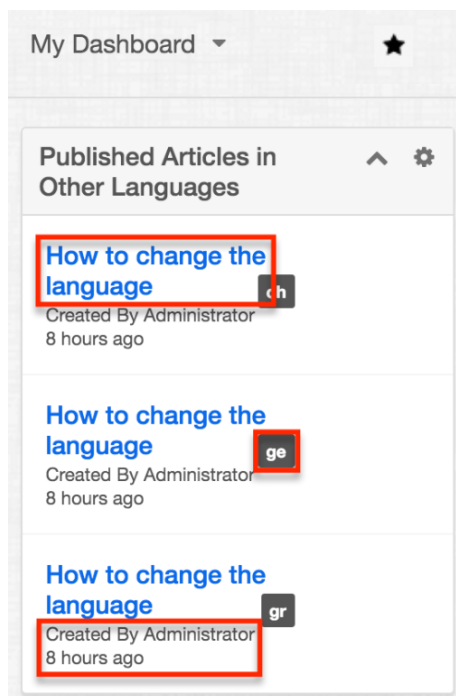 My Dashboard
Published Articles in
Other Languages
How to change the
language
ch
Created By Administrator
8 hours ago
How to change the
language
ge
Created By Administrator
8 hours ago
How to change the
language
gr
Created By Administrator
8 hours ago